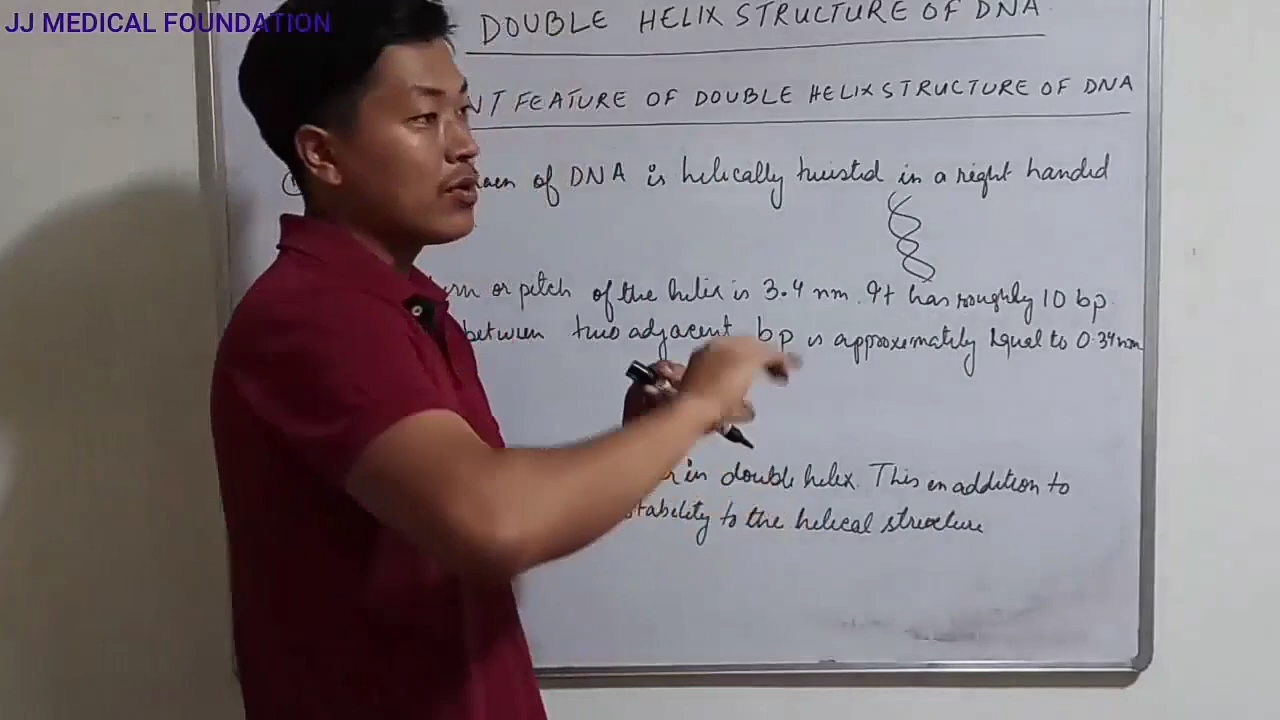 JJ MEDICAL FOUNDATION
DOUBLE HELIX STRUCTURE OF DNA
FEATURE OF DOUBLE HELIX STRUCTURE OF DNA
of DNA is helically twisted in a right handed
or pitch of the helix is 3.4 nm. It has roughly 10 bp.
between two adjacent bp is approximately equal to 0.34nm
in double helix. This in addition to
stability to the helical structure